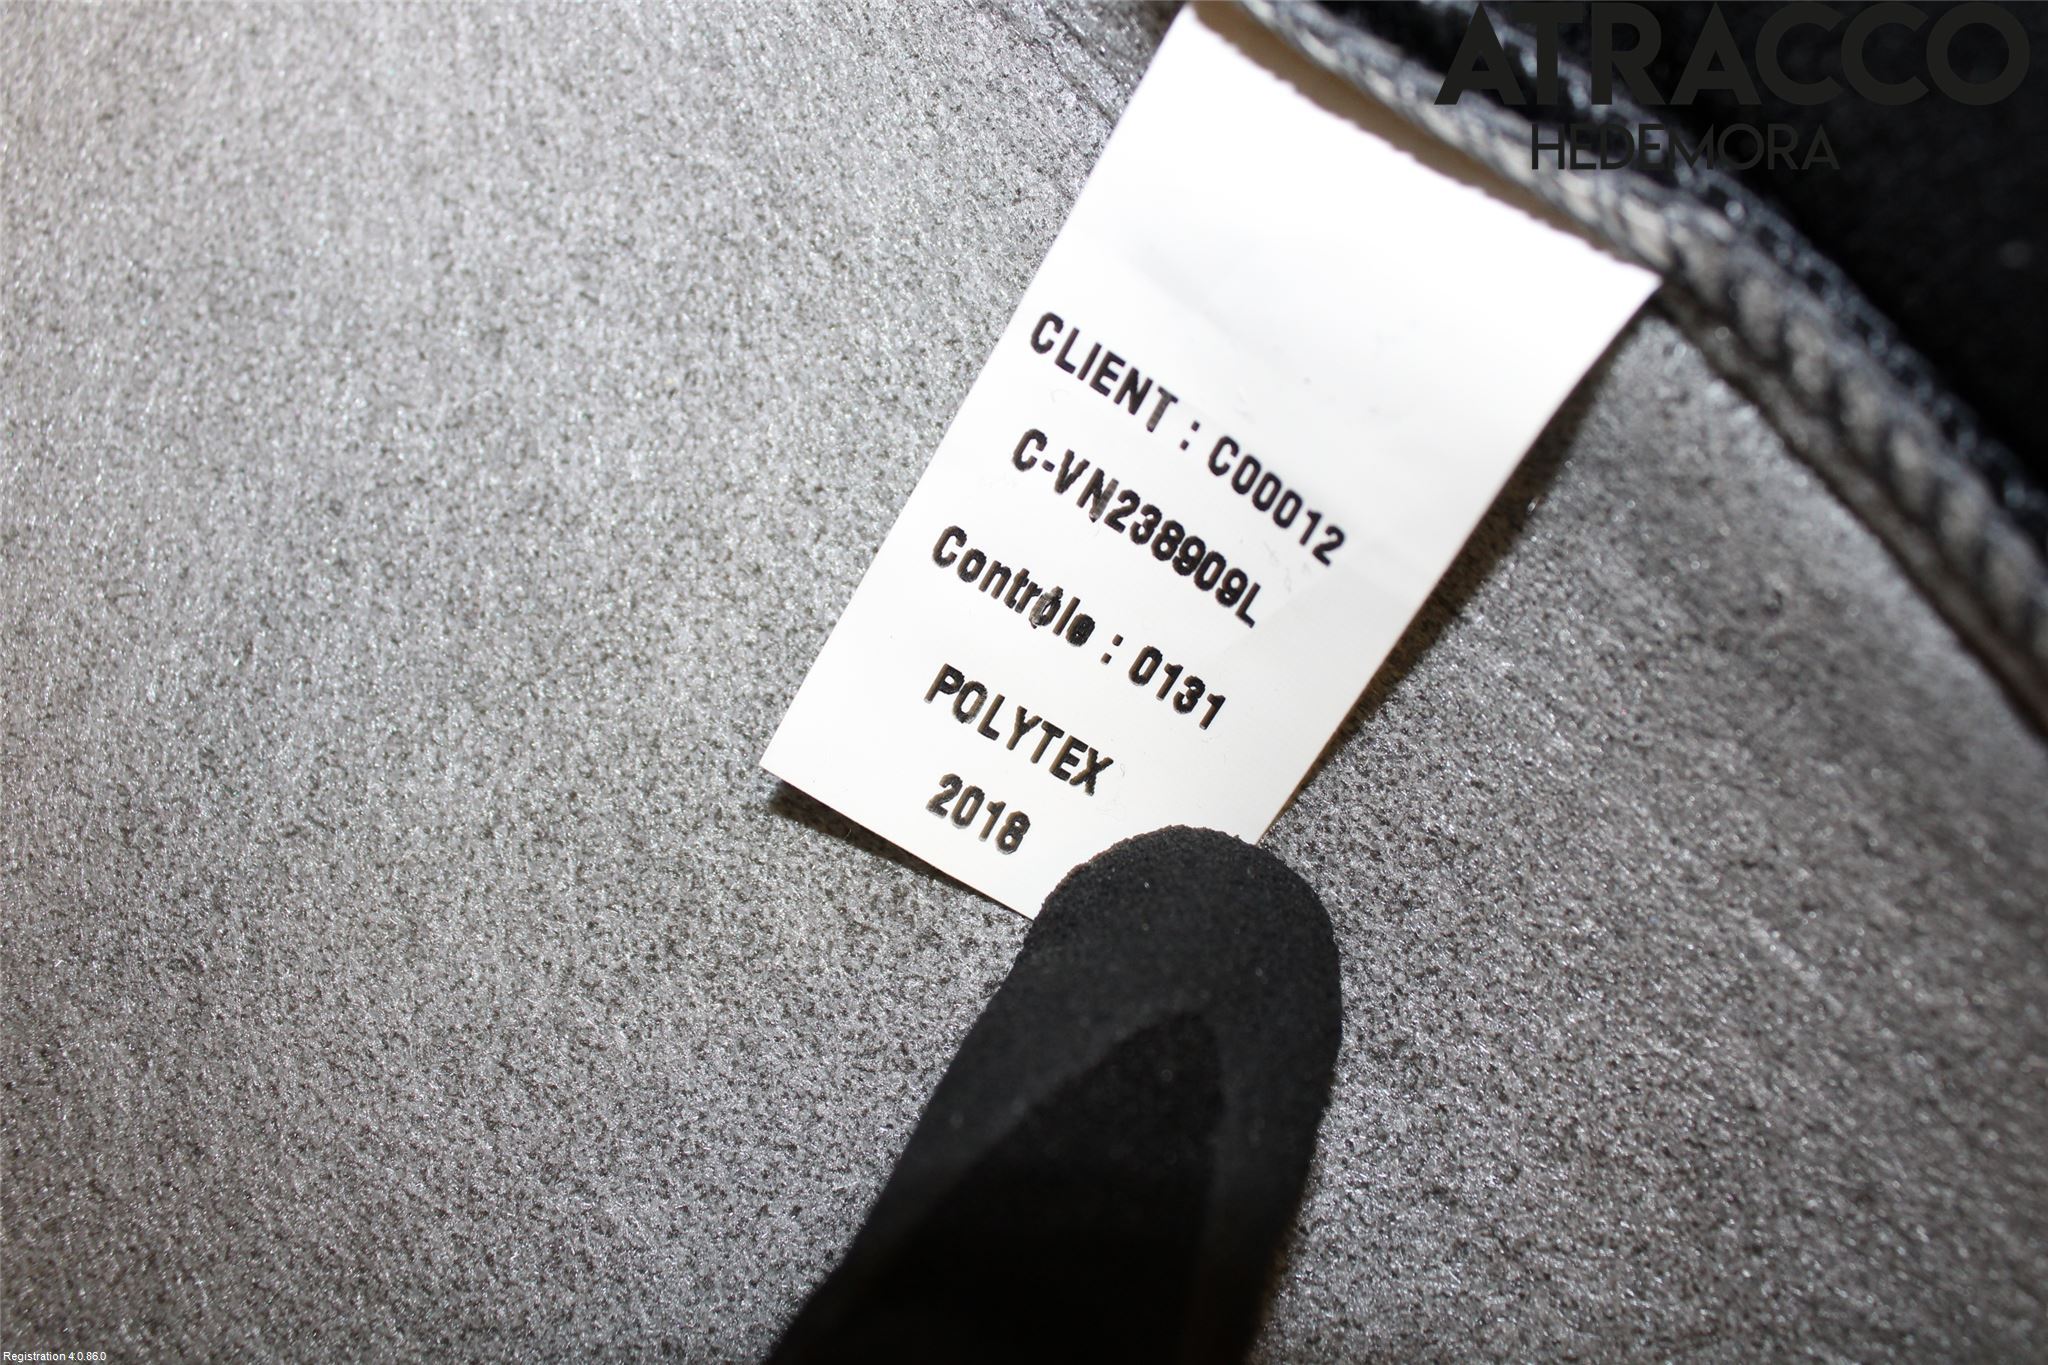 ATRACCO
HEDEMORA
CLIENT : C00012
C-VN238909L
Contrôle : 0131
POLYTEX
2018
Registration 4.0.86.0